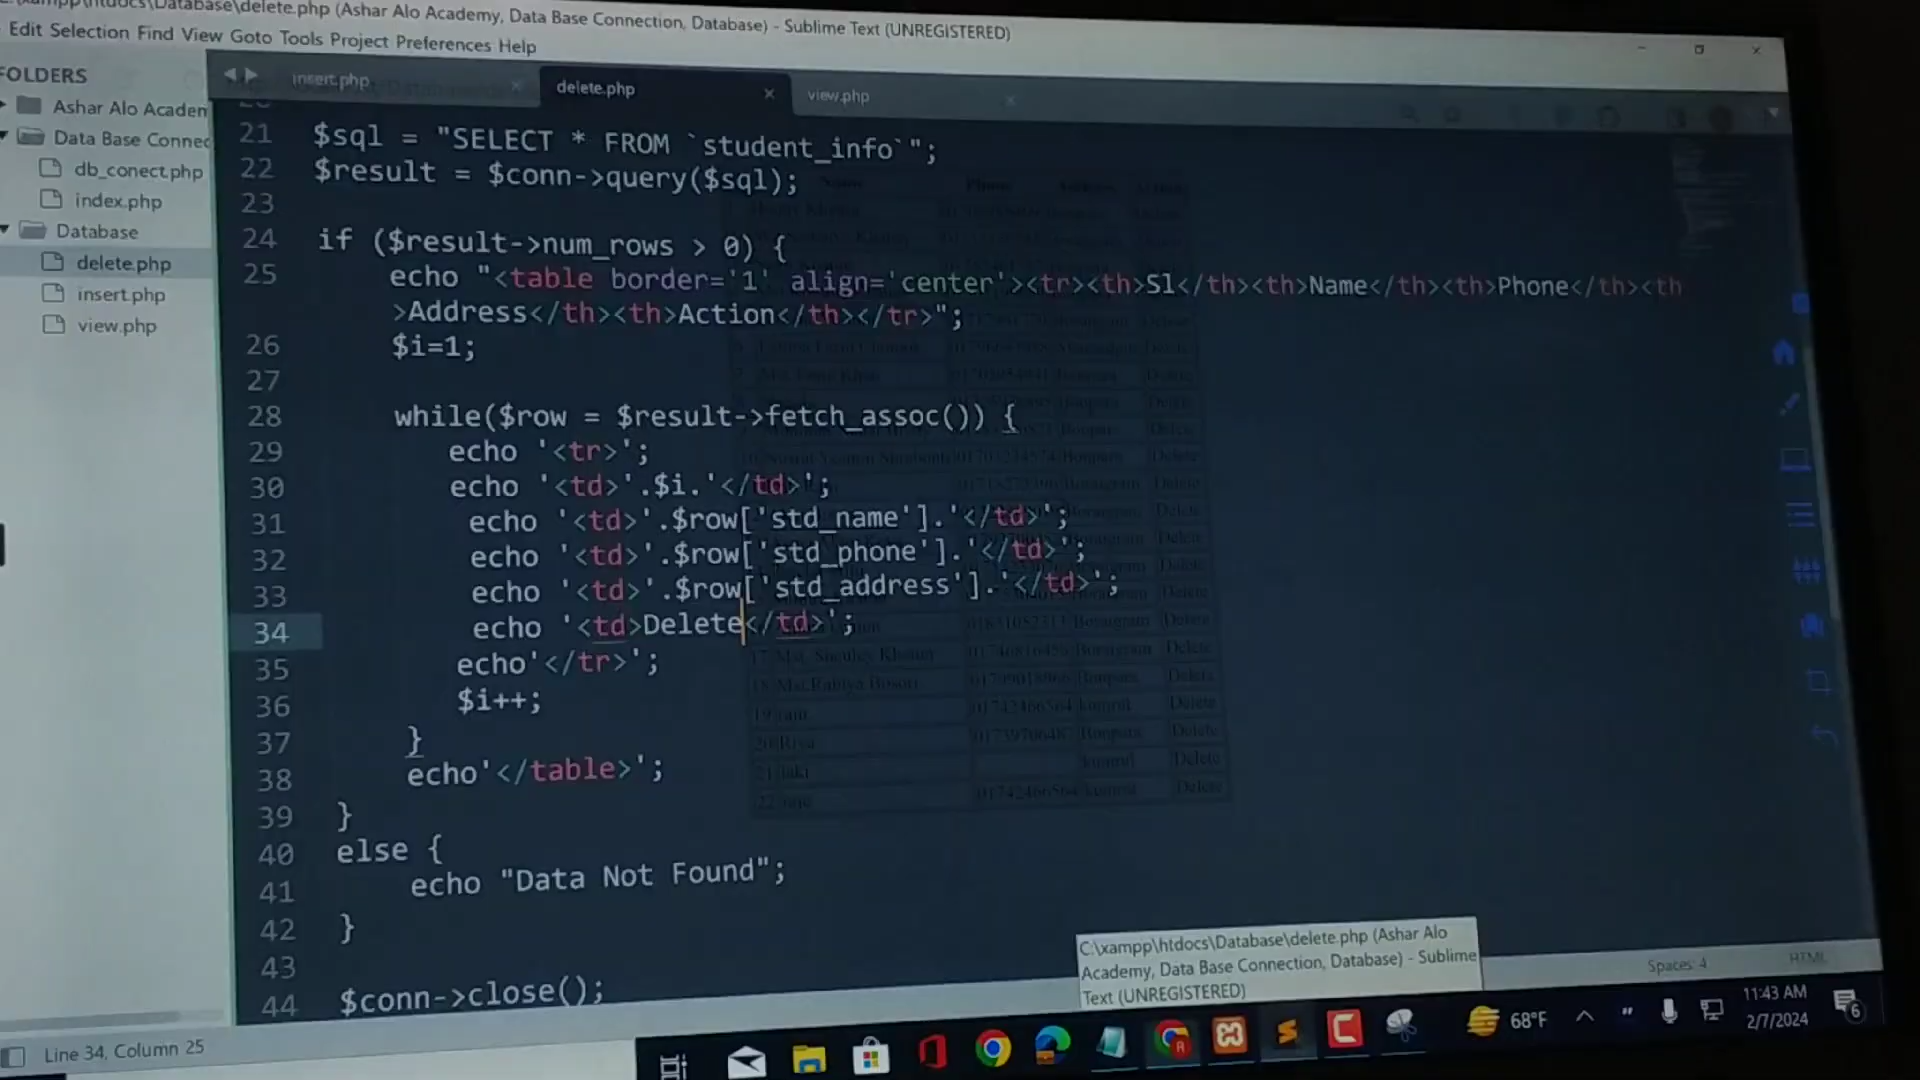 \xampp\htdocs\Database\delete.php (Ashar Alo Academy, Data Base Connection, Database) - Sublime Text (UNREGISTERED)
Edit Selection Find View Goto Tools Project Preferences Help
FOLDERS
Ashar Alo Academ
Data Base Connec
db_conect.php
index.php
Database
delete.php
insert.php
view.php
insert.php
delete.php
view.php
21 $sql = "SELECT * FROM `student_info`";
22 $result = $conn->query($sql);
23
24 if ($result->num_rows > 0) {
25 echo "<table border='1' align='center'><tr><th>Sl</th><th>Name</th><th>Phone</th><th
>Address</th><th>Action</th></tr>";
26 $i=1;
27
28 while($row = $result->fetch_assoc()) {
29 echo '<tr>';
30 echo '<td>'.$i.'</td>';
31 echo '<td>'.$row['std_name'].'</td>';
32 echo '<td>'.$row['std_phone'].'</td>';
33 echo '<td>'.$row['std_address'].'</td>';
34 echo '<td>Delete</td>';
35 echo'</tr>';
36 $i++;
37 }
38 echo'</table>';
39 }
40 else {
41 echo "Data Not Found";
42 }
43
44 $conn->close();
C:\xampp\htdocs\Database\delete.php (Ashar Alo
Academy, Data Base Connection, Database) - Sublime
Text (UNREGISTERED)
Spaces: 4
HTML
Line 34, Column 25
68°F
11:43 AM
2/7/2024
6